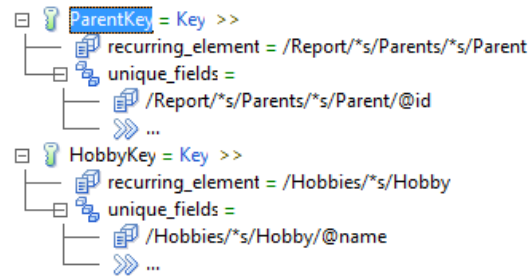 ParentKey = Key >>
recurring_element = /Report/*s/Parents/*s/Parent
unique_fields =
/Report/*s/Parents/*s/Parent/@id
...
HobbyKey = Key >>
recurring_element = /Hobbies/*s/Hobby
unique_fields =
/Hobbies/*s/Hobby/@name
...